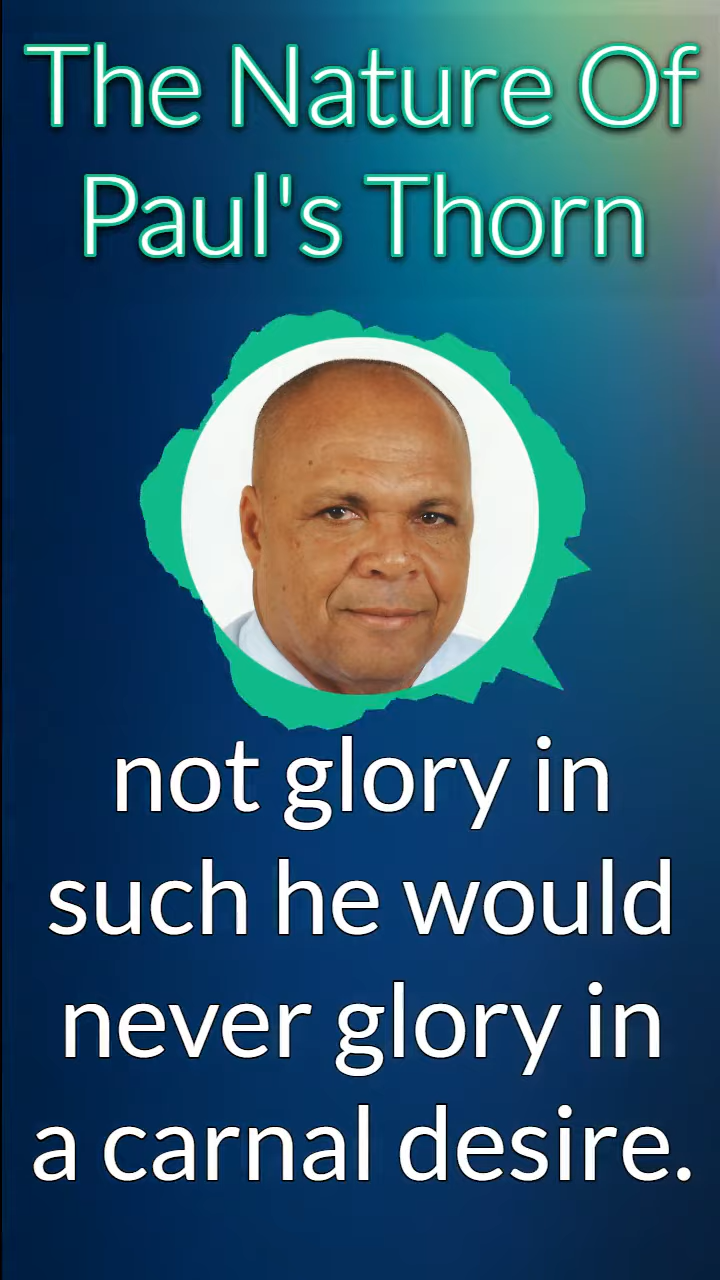 The Nature Of
Paul's Thorn
not glory in
such he would
never glory in
a carnal desire.